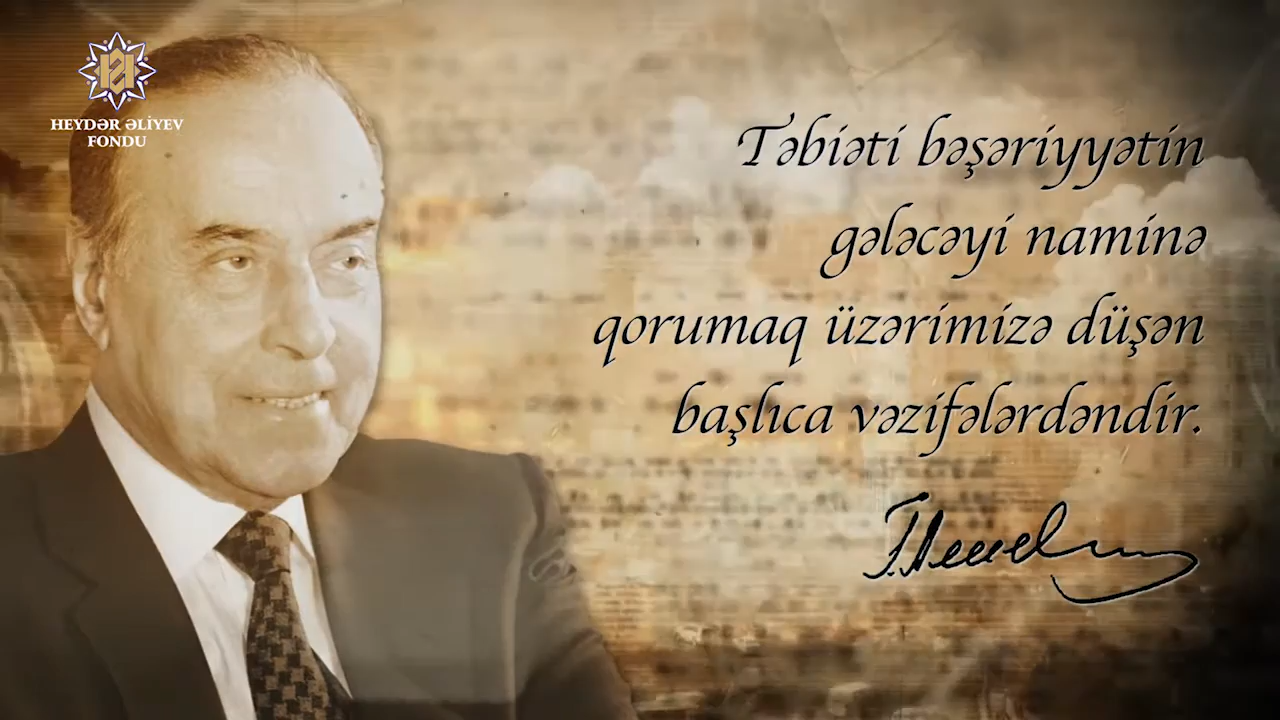 HEYDƏR ƏLİYEV
FONDU
Təbiəti bəşəriyyətin
gələcəyi naminə
qorumaq üzərimizə düşən
başlıca vəzifələrdəndir.